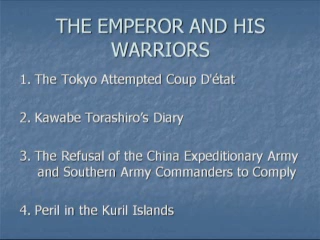 THE EMPEROR AND HIS
WARRIORS
1. The Tokyo Attempted Coup D'état
2. Kawabe Torashiro's Diary
3. The Refusal of the China Expeditionary Army
and Southern Army Commanders to Comply
4. Peril in the Kuril Islands